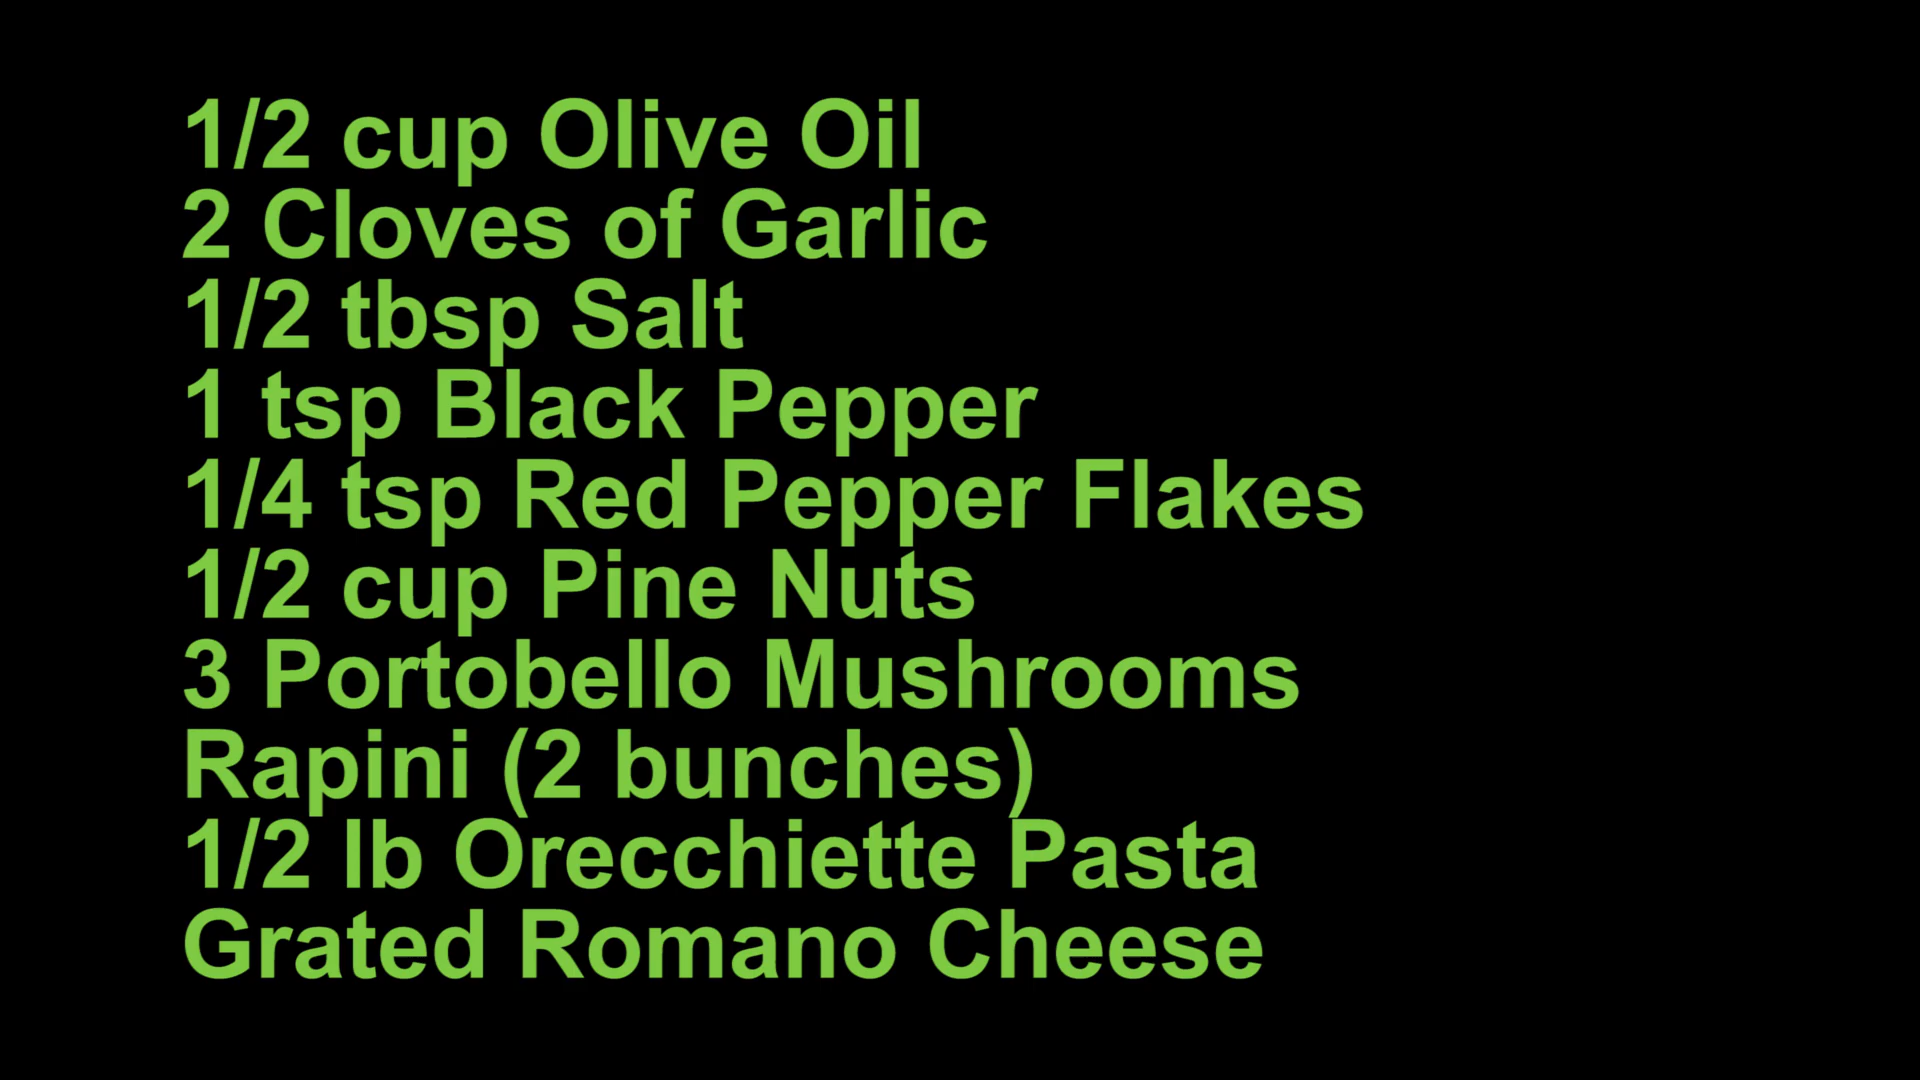 1/2 cup Olive Oil
2 Cloves of Garlic
1/2 tbsp Salt
1 tsp Black Pepper
1/4 tsp Red Pepper Flakes
1/2 cup Pine Nuts
3 Portobello Mushrooms
Rapini (2 bunches)
1/2 lb Orecchiette Pasta
Grated Romano Cheese